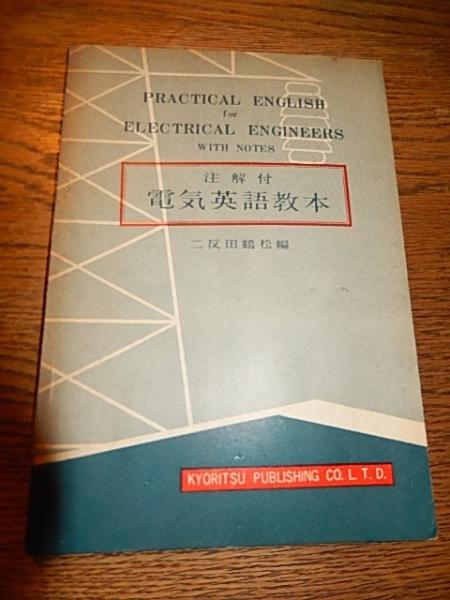 PRACTICAL ENGLISH
for
ELECTRICAL ENGINEERS
WITH NOTES
注解付
電気英語教本
二反田鶴松編
KYORITSU PUBLISHING CO. L. T. D.